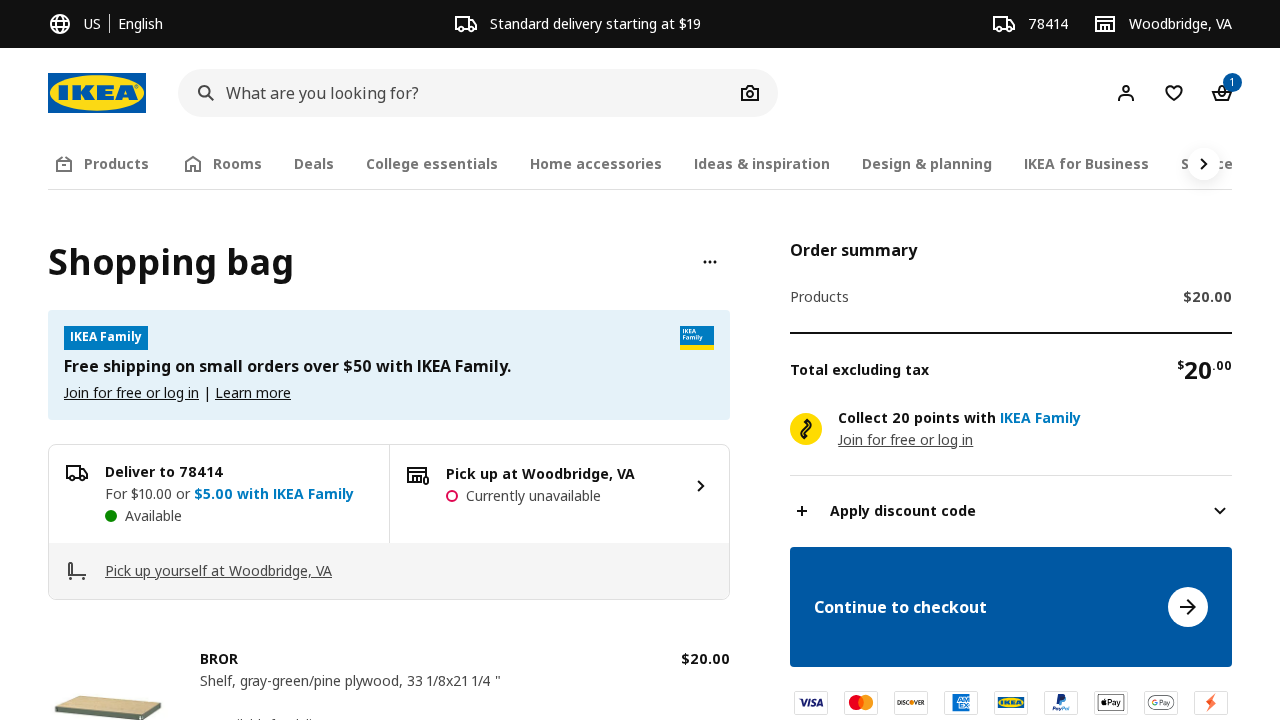 US | English
Standard delivery starting at $19
78414
Woodbridge, VA
IKEA
What are you looking for?
1
Products
Rooms
Deals
College essentials
Home accessories
Ideas & inspiration
Design & planning
IKEA for Business
Shopping bag
IKEA Family
IKEA Family
Free shipping on small orders over $50 with IKEA Family.
Join for free or log in | Learn more
Deliver to 78414
For $10.00 or $5.00 with IKEA Family
Available
Pick up at Woodbridge, VA
Currently unavailable
Pick up yourself at Woodbridge, VA
BROR
$20.00
Shelf, gray-green/pine plywood, 33 1/8x21 1/4 "
Order summary
Products
$20.00
Total excluding tax
$20.00
Collect 20 points with IKEA Family
Join for free or log in
Apply discount code
Continue to checkout
VISA
DISCOVER
AMEX
IKEA
PayPal
Pay
G Pay